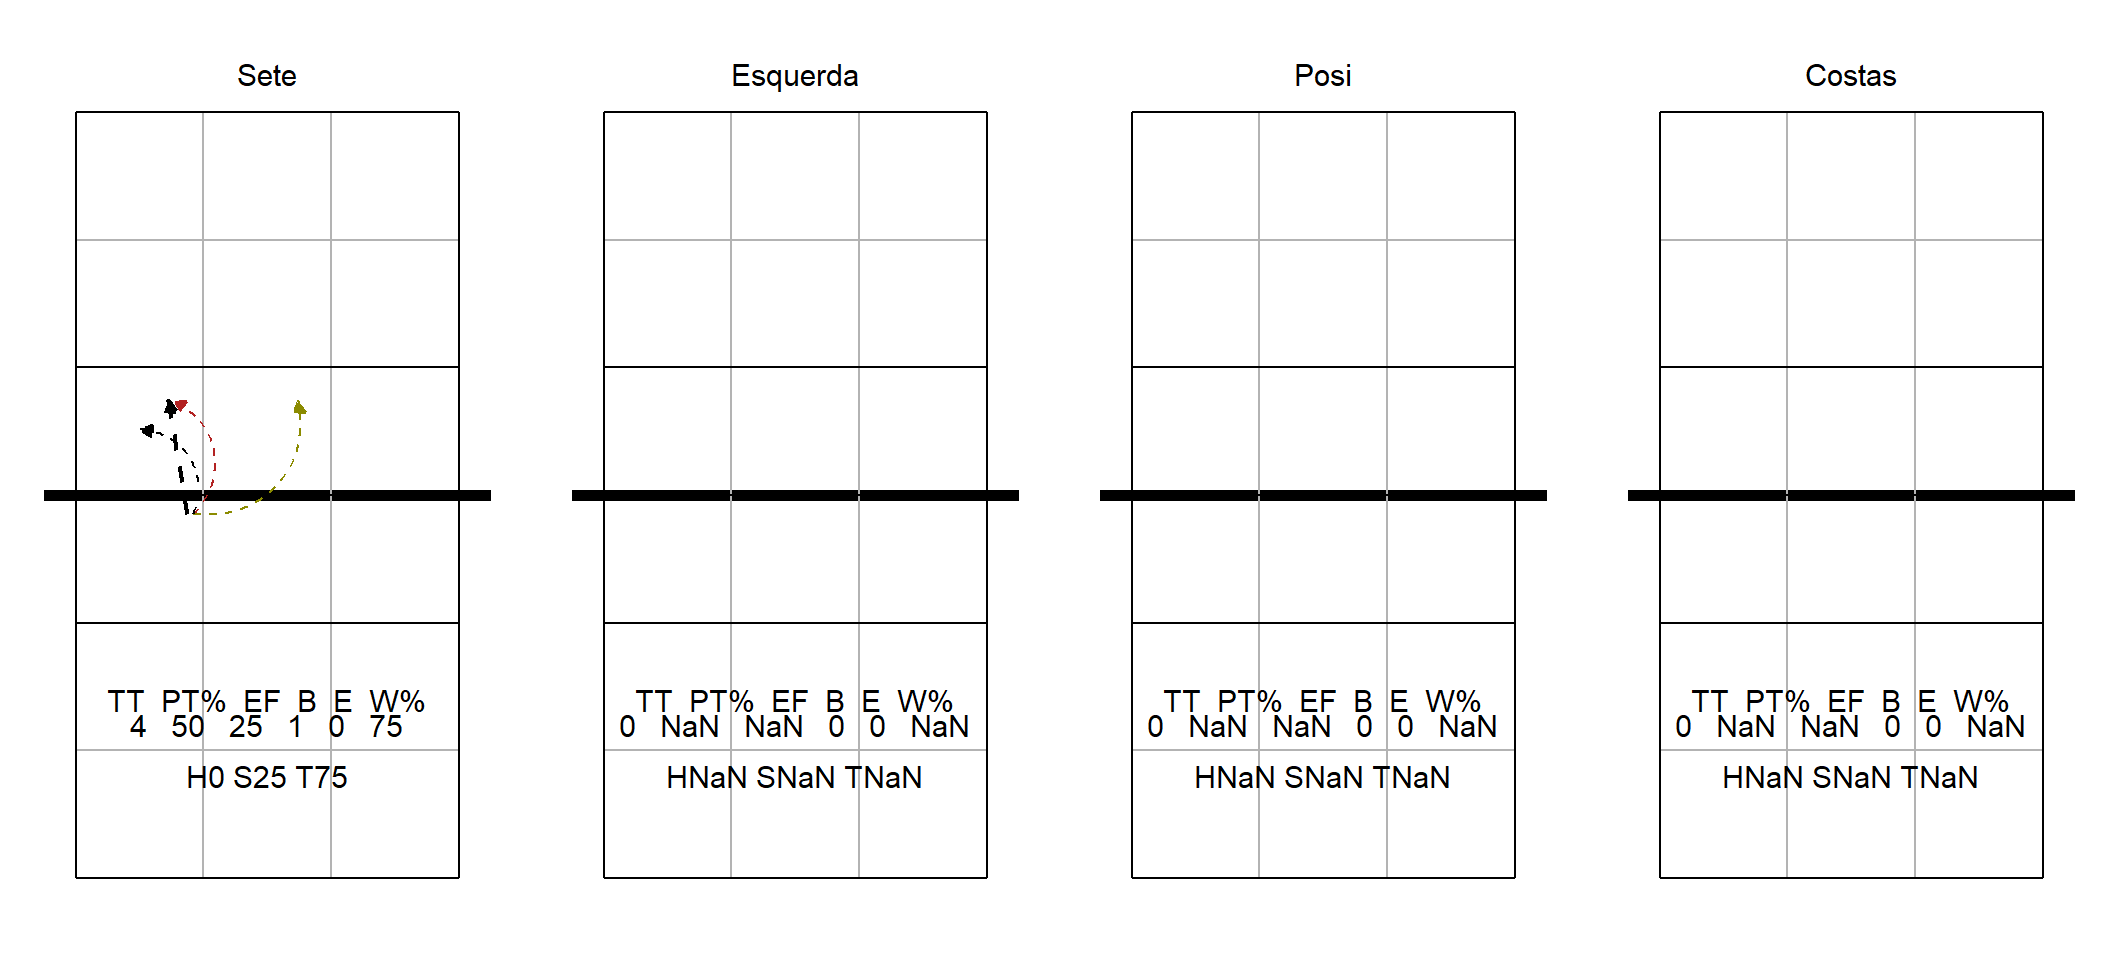 Sete
TT PT% EF B E W%
4 50 25 1 0 75
H0 S25 T75
Esquerda
TT PT% EF B E W%
0 NaN NaN 0 0 NaN
HNaN SNaN TNaN
Posi
TT PT% EF B E W%
0 NaN NaN 0 0 NaN
HNaN SNaN TNaN
Costas
TT PT% EF B E W%
0 NaN NaN 0 0 NaN
HNaN SNaN TNaN